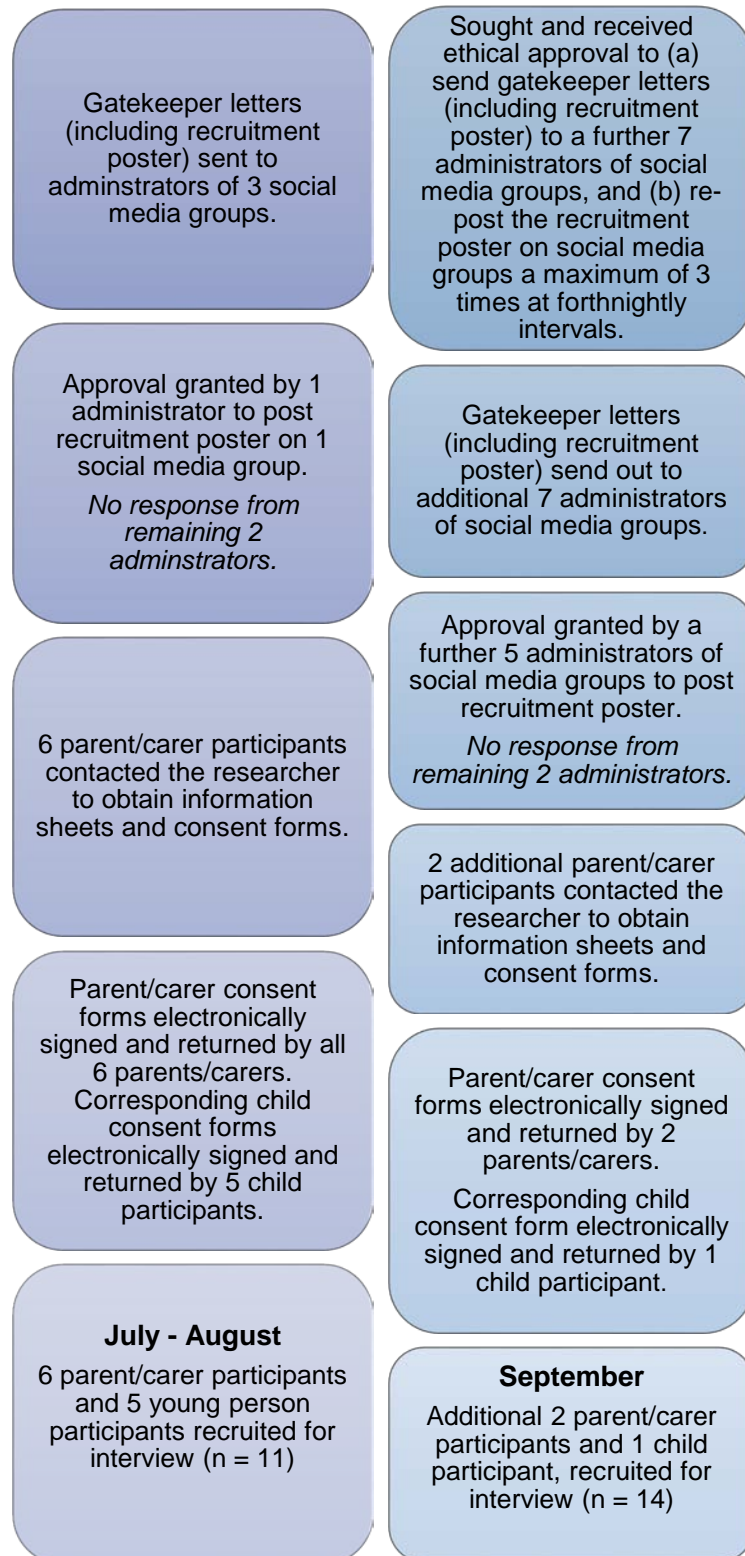 Gatekeeper letters
(including recruitment
poster) sent to
adminstrators of 3 social
media groups.
Approval granted by 1
administrator to post
recruitment poster on 1
social media group.
No response from
remaining 2
adminstrators.
6 parent/carer participants
contacted the researcher
to obtain information
sheets and consent forms.
Parent/carer consent
forms electronically
signed and returned by all
6 parents/carers.
Corresponding child
consent forms
electronically signed and
returned by 5 child
participants.
July - August
6 parent/carer participants
and 5 young person
participants recruited for
interview (n = 11)
Sought and received
ethical approval to (a)
send gatekeeper letters
(including recruitment
poster) to a further 7
administrators of social
media groups, and (b) re-
post the recruitment
poster on social media
groups a maximum of 3
times at forthnightly
intervals.
Gatekeeper letters
(including recruitment
poster) send out to
additional 7 administrators
of social media groups.
Approval granted by a
further 5 administrators of
social media groups to post
recruitment poster.
No response from
remaining 2 administrators.
2 additional parent/carer
participants contacted the
researcher to obtain
information sheets and
consent forms.
Parent/carer consent
forms electronically signed
and returned by 2
parents/carers.
Corresponding child
consent form electronically
signed and returned by 1
child participant.
September
Additional 2 parent/carer
participants and 1 child
participant, recruited for
interview (n = 14)